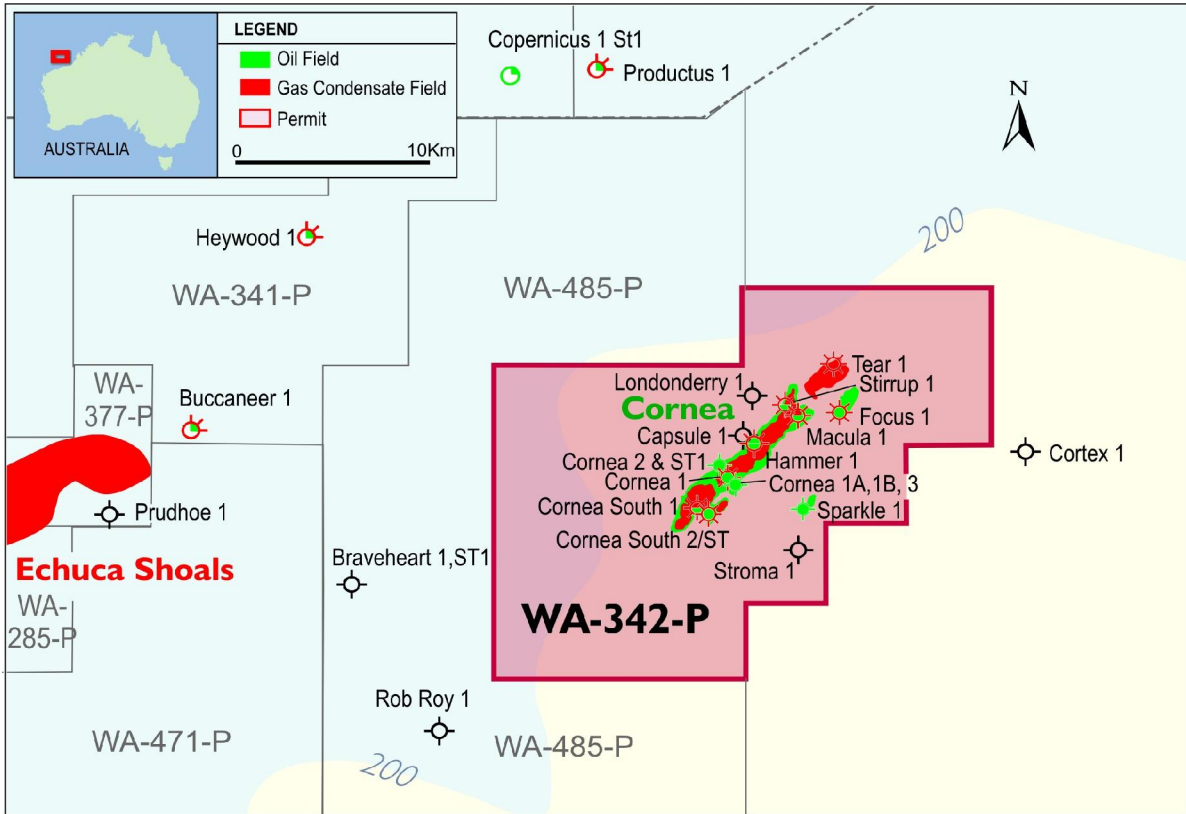 LEGEND
Oil Field
Gas Condensate Field
Permit
0 10Km
AUSTRALIA
Copernicus 1 St1
Productus 1
N
200
Heywood 1
WA-341-P
WA-485-P
WA-
377-P
Buccaneer 1
Londonderry 1
Tear 1
Stirrup 1
Cornea
Focus 1
Capsule 1
Macula 1
Cortex 1
Cornea 2 & ST1
Hammer 1
Cornea 1
Cornea 1A,1B, 3
Cornea South 1
Sparkle 1
Prudhoe 1
Cornea South 2/ST
Echuca Shoals
Braveheart 1,ST1
Stroma 1
WA-
285-P
WA-342-P
Rob Roy 1
WA-471-P
WA-485-P
200